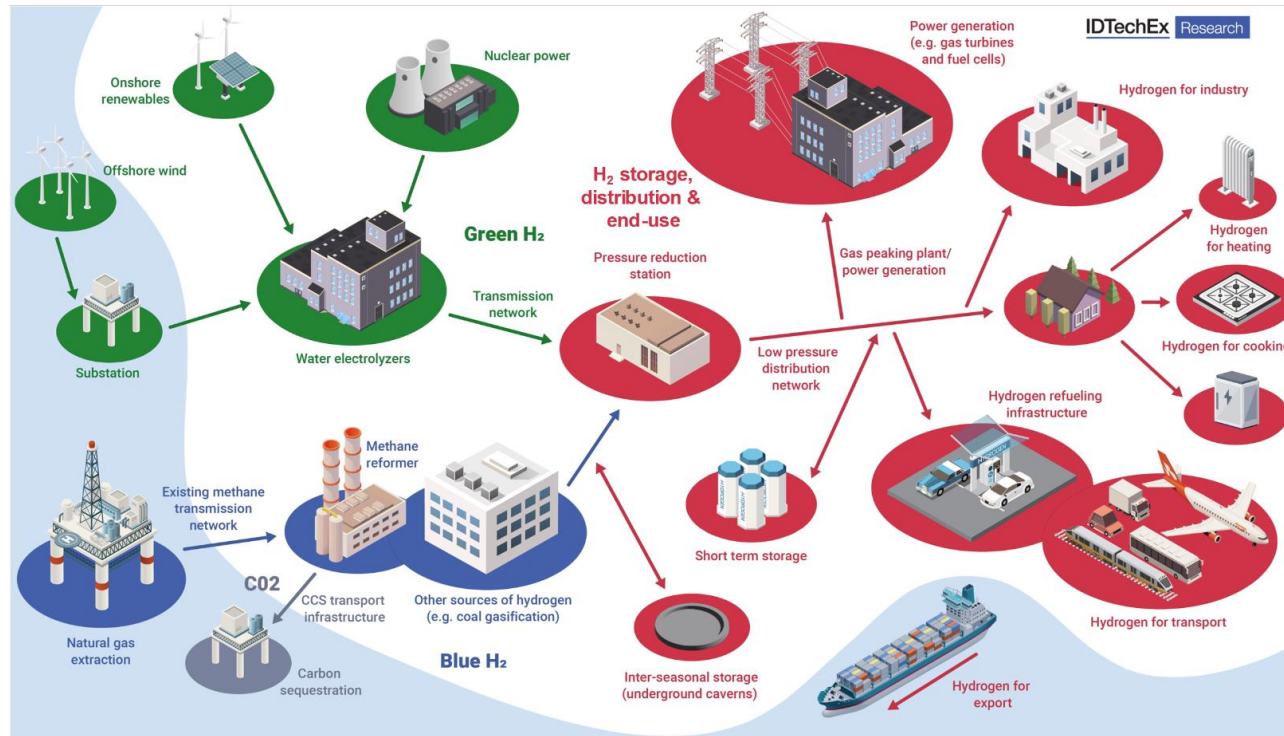 IDTechEx Research
Power generation
(e.g. gas turbines
and fuel cells)
Nuclear power
Onshore
renewables
Hydrogen for industry
Offshore wind
H₂ storage,
distribution &
end-use
Green H₂
Hydrogen
for heating
Pressure reduction
station
Gas peaking plant/
power generation
Transmission
network
Water electrolyzers
Substation
Low pressure
distribution
network
Hydrogen for cooking
Hydrogen refueling
infrastructure
HYDROGEN
Methane
reformer
Existing methane
transmission
network
HYDROGEN
HYDROGEN
HYDROGEN
Short term storage
C02
CCS transport
infrastructure
Other sources of hydrogen
(e.g. coal gasification)
Natural gas
extraction
Blue H₂
Carbon
sequestration
Inter-seasonal storage
(underground caverns)
Hydrogen for transport
Hydrogen for
export
H